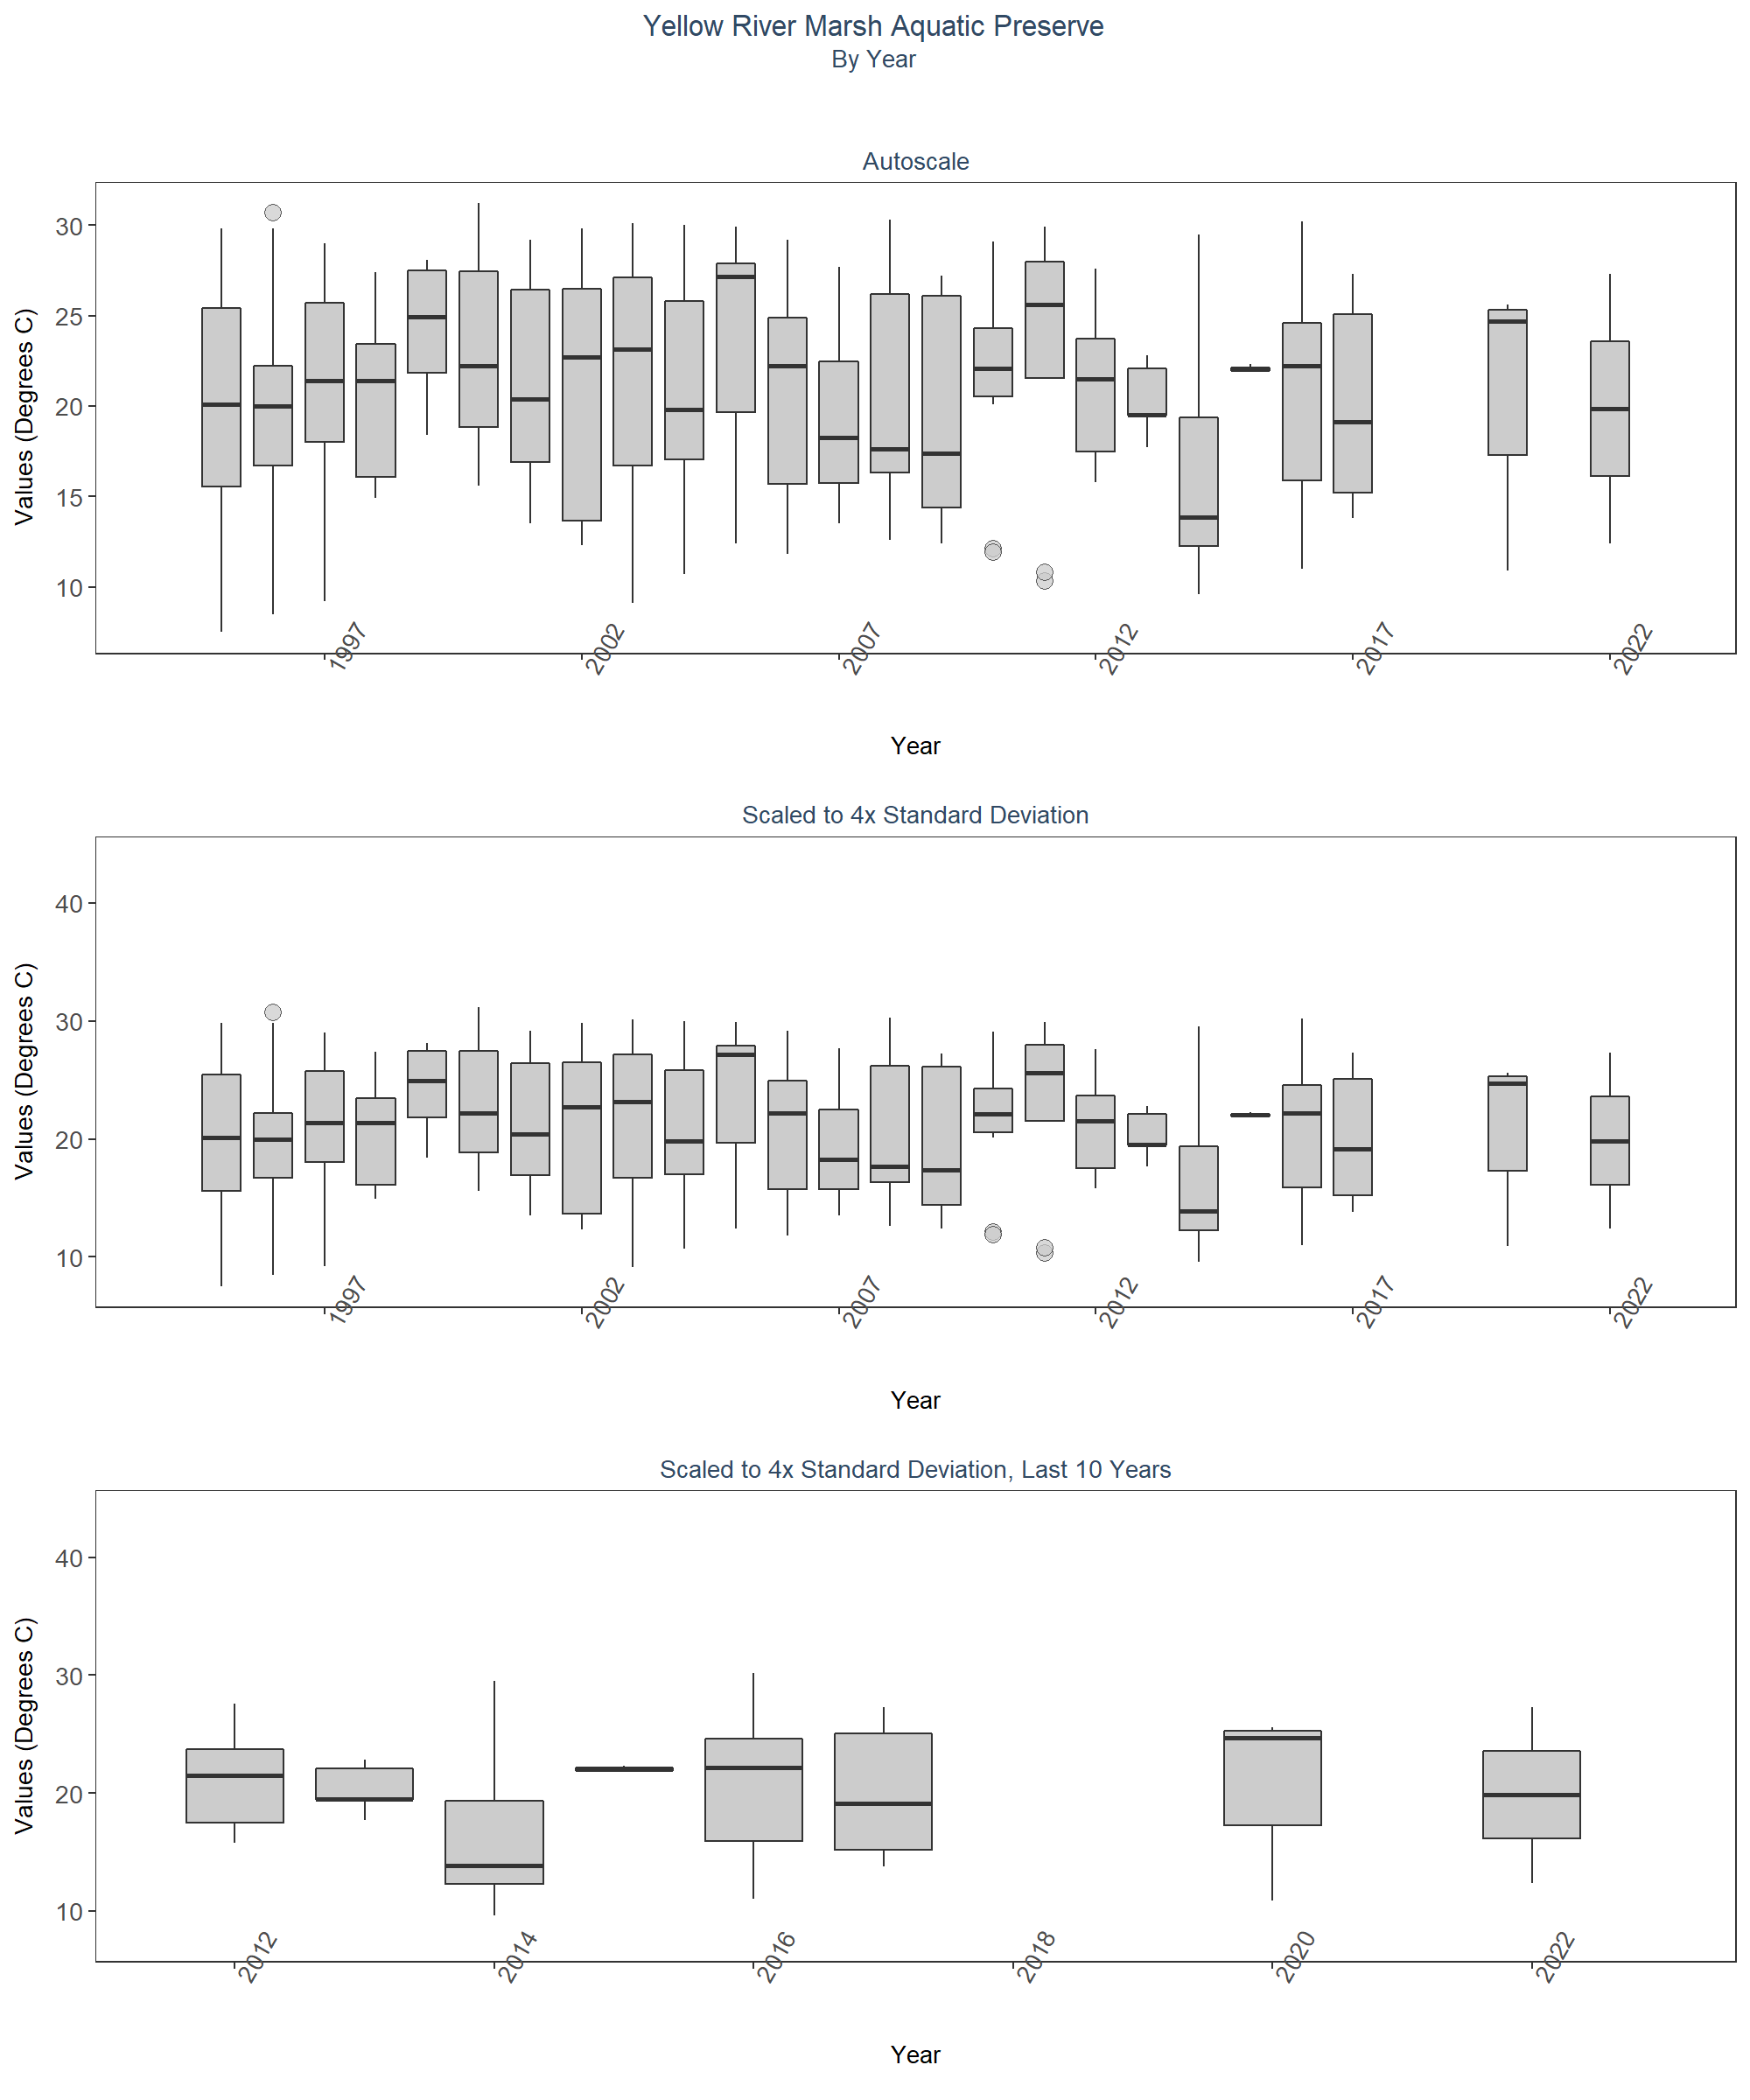 Yellow River Marsh Aquatic Preserve
By Year
Autoscale
Values (Degrees C)
30
25
20
15
10
1997
2002
2007
2012
2017
2022
Year
Scaled to 4x Standard Deviation
Values (Degrees C)
40
30
20
10
1997
2002
2007
2012
2017
2022
Year
Scaled to 4x Standard Deviation, Last 10 Years
Values (Degrees C)
40
30
20
10
2012
2014
2016
2018
2020
2022
Year